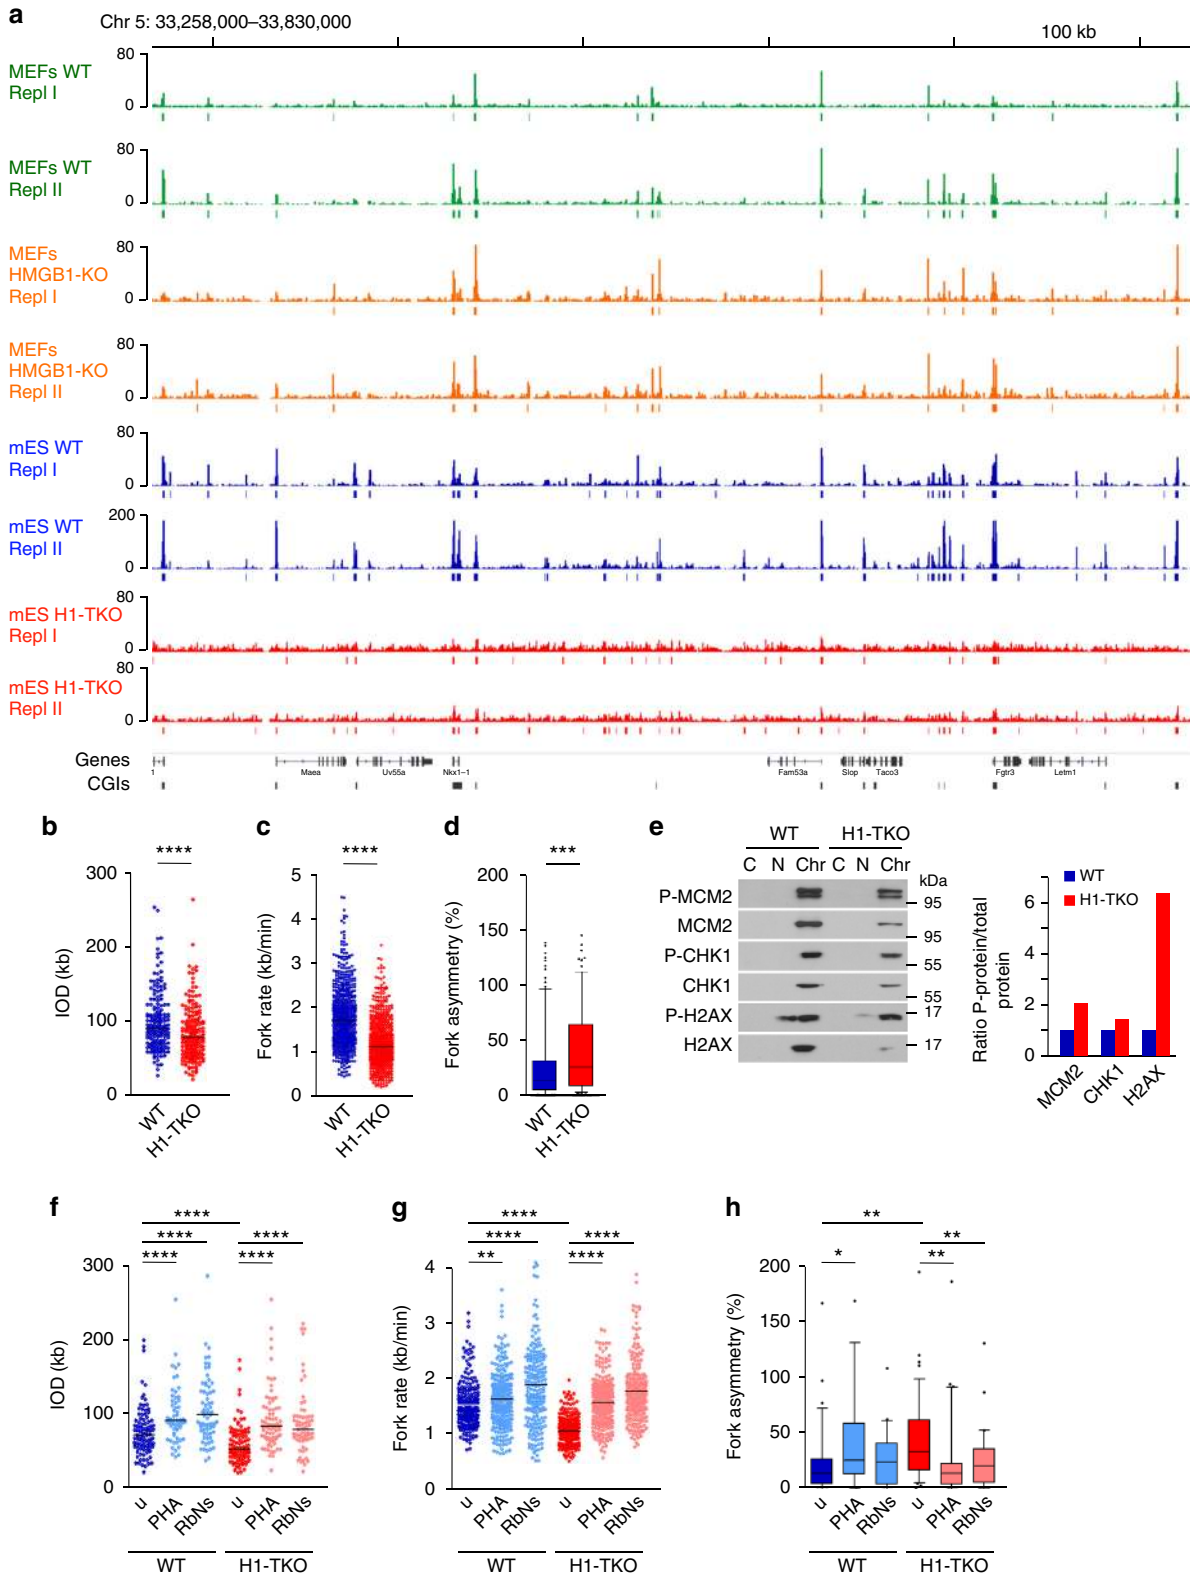 a
Chr 5: 33,258,000–33,830,000
100 kb
MEFs WT
Repl I
80
0
MEFs WT
Repl II
80
0
MEFs
HMGB1-KO
Repl I
80
0
MEFs
HMGB1-KO
Repl II
80
0
mES WT
Repl I
80
0
mES WT
Repl II
200
0
mES H1-TKO
Repl I
80
0
mES H1-TKO
Repl II
80
0
Genes
1 Maea Uv55a Nkx1–1 Fam53a Slop Taco3 Fgtr3 Letm1
CGIs
b
****
IOD (kb)
300
200
100
0
WT
H1-TKO
c
****
Fork rate (kb/min)
5
4
3
2
1
0
WT
H1-TKO
d
***
Fork asymmetry (%)
200
150
100
50
0
WT
H1-TKO
e
WT H1-TKO
C N Chr C N Chr
kDa
P-MCM2 95
MCM2 95
P-CHK1 55
CHK1 55
P-H2AX 17
H2AX 17
Ratio P-protein/total
protein
WT
H1-TKO
6
4
2
0
MCM2
CHK1
H2AX
f
****
**** ****
**** ****
IOD (kb)
300
200
100
0
u PHA RbNs u PHA RbNs
WT H1-TKO
g
****
**** ****
** ****
Fork rate (kb/min)
4
3
2
1
0
u PHA RbNs u PHA RbNs
WT H1-TKO
h
**
**
* **
Fork asymmetry (%)
200
150
100
50
0
u PHA RbNs u PHA RbNs
WT H1-TKO